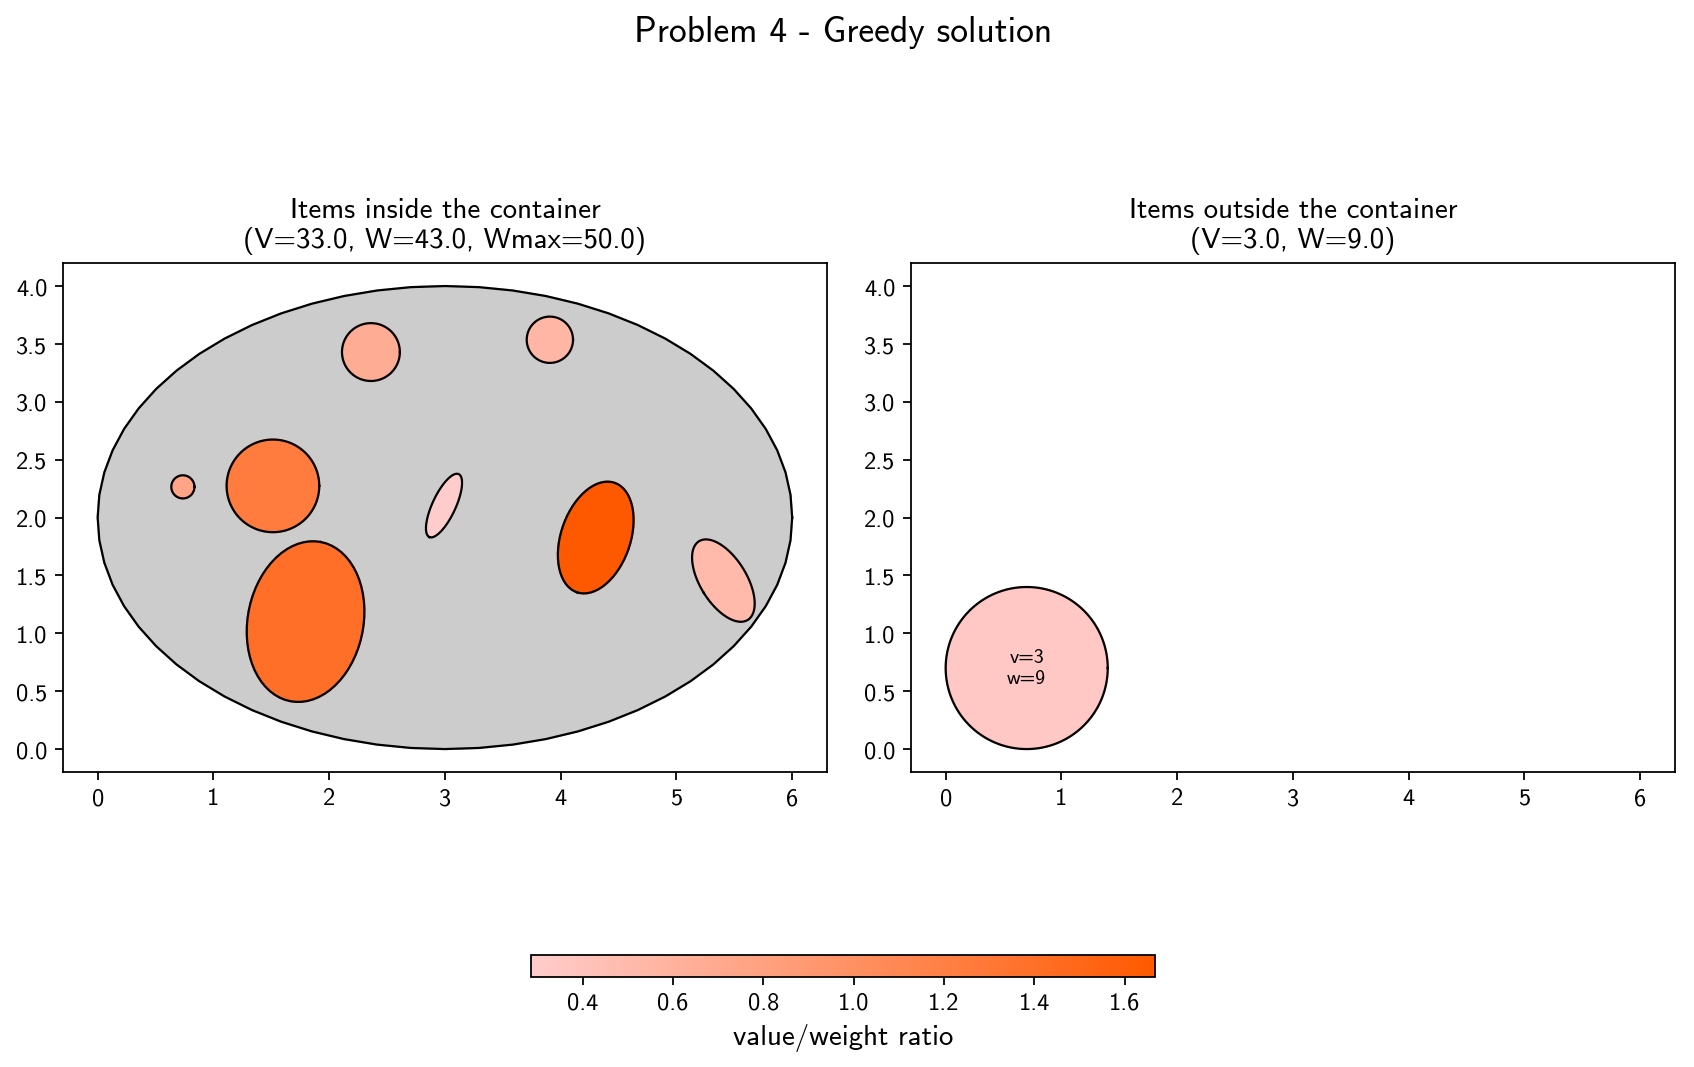 Problem 4 - Greedy solution
Items inside the container
(V=33.0, W=43.0, Wmax=50.0)
4.0
3.5
3.0
2.5
2.0
1.5
1.0
0.5
0.0
0 1 2 3 4 5 6
Items outside the container
(V=3.0, W=9.0)
4.0
3.5
3.0
2.5
2.0
1.5
1.0
0.5
0.0
v=3
w=9
0 1 2 3 4 5 6
0.4 0.6 0.8 1.0 1.2 1.4 1.6
value/weight ratio